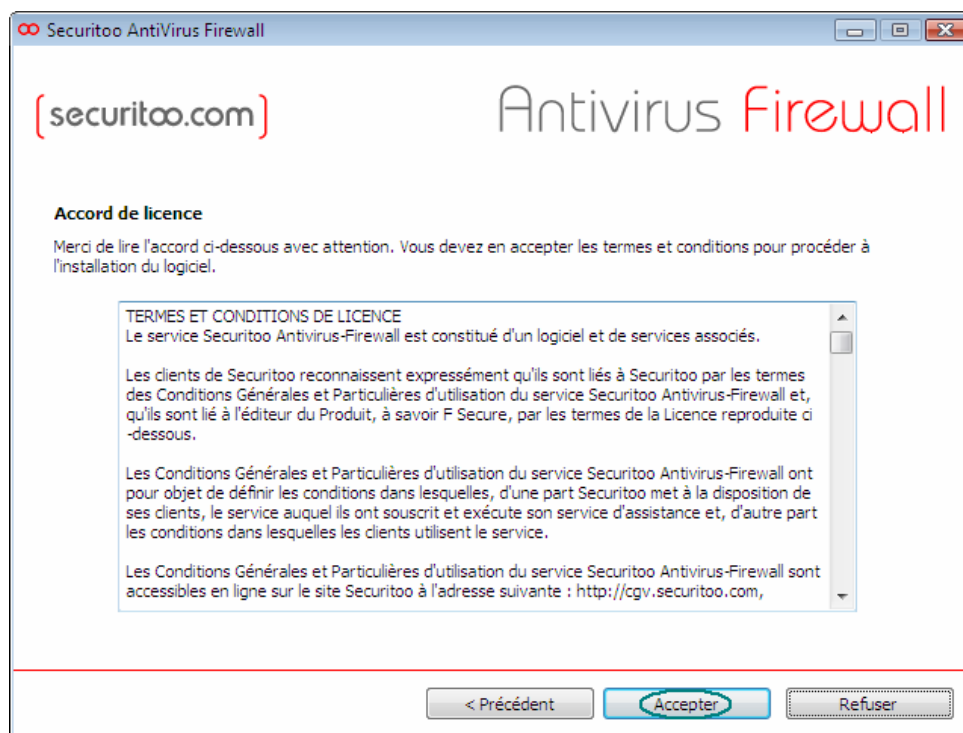 Securitoo AntiVirus Firewall
(securitoo.com)
Antivirus Firewall
Accord de licence
Merci de lire l'accord ci-dessous avec attention. Vous devez en accepter les termes et conditions pour procéder à
l'installation du logiciel.
TERMES ET CONDITIONS DE LICENCE
Le service Securitoo Antivirus-Firewall est constitué d'un logiciel et de services associés.
Les clients de Securitoo reconnaissent expressément qu'ils sont liés à Securitoo par les termes
des Conditions Générales et Particulières d'utilisation du service Securitoo Antivirus-Firewall et,
qu'ils sont lié à l'éditeur du Produit, à savoir F Secure, par les termes de la Licence reproduite ci
-dessous.
Les Conditions Générales et Particulières d'utilisation du service Securitoo Antivirus-Firewall ont
pour objet de définir les conditions dans lesquelles, d'une part Securitoo met à la disposition de
ses clients, le service auquel ils ont souscrit et exécute son service d'assistance et, d'autre part
les conditions dans lesquelles les clients utilisent le service.
Les Conditions Générales et Particulières d'utilisation du service Securitoo Antivirus-Firewall sont
accessibles en ligne sur le site Securitoo à l'adresse suivante : http://cgv.securitoo.com,
< Précédent
Accepter
Refuser